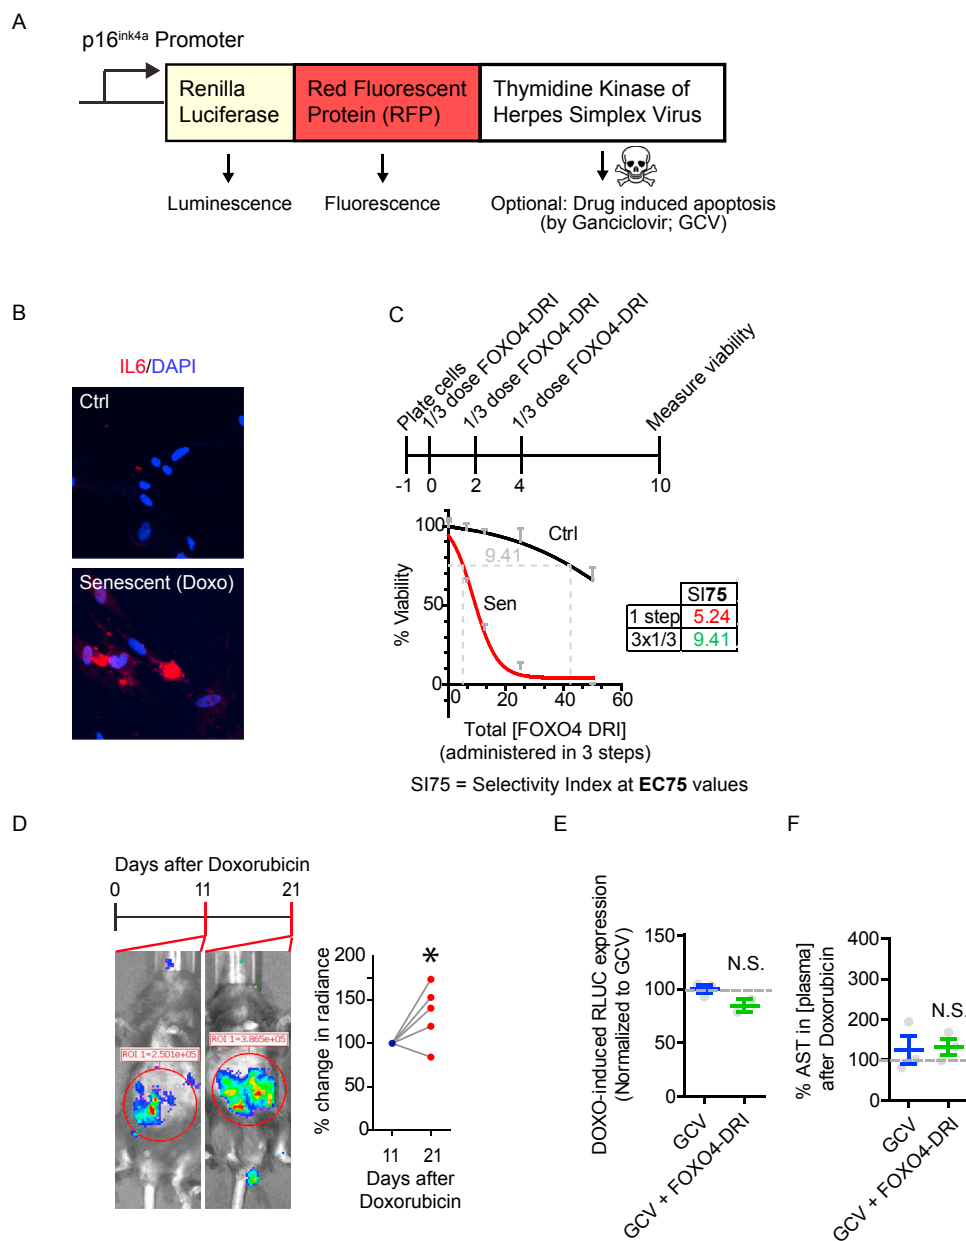 A
p16ink4a Promoter
Renilla
Luciferase
Red Fluorescent
Protein (RFP)
Thymidine Kinase of
Herpes Simplex Virus
Luminescence
Fluorescence
Optional: Drug induced apoptosis
(by Ganciclovir; GCV)
B
IL6/DAPI
Ctrl
Senescent (Doxo)
C
Plate cells
1/3 dose FOXO4-DRI
1/3 dose FOXO4-DRI
1/3 dose FOXO4-DRI
Measure viability
-1 0 2 4 10
% Viability
100
50
0
9.41
Ctrl
Sen
0 20 40 60
Total [FOXO4 DRI]
(administered in 3 steps)
SI75
1 step 5.24
3x1/3 9.41
SI75 = Selectivity Index at EC75 values
D
Days after Doxorubicin
0 11 21
ROI 1=2.501e+05
ROI 1=3.865e+05
% change in radiance
200
150
100
50
0
*
11 21
Days after
Doxorubicin
E
DOXO-induced RLUC expression
(Normalized to GCV)
150
100
50
0
N.S.
GCV
GCV + FOXO4-DRI
F
% AST in [plasma]
after Doxorubicin
400
300
200
100
0
N.S.
GCV
GCV + FOXO4-DRI